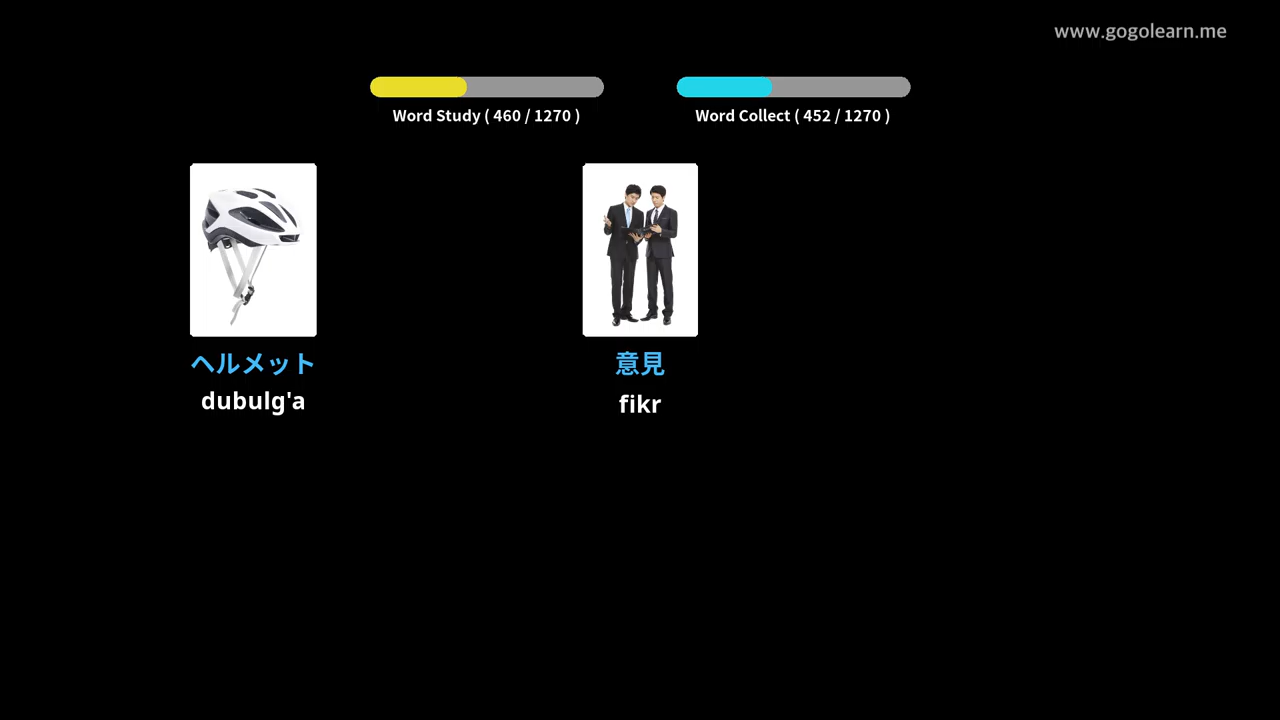 www.gogolearn.me
Word Study ( 460 / 1270 )
Word Collect ( 452 / 1270 )
ヘルメット
dubulg'a
意見
fikr